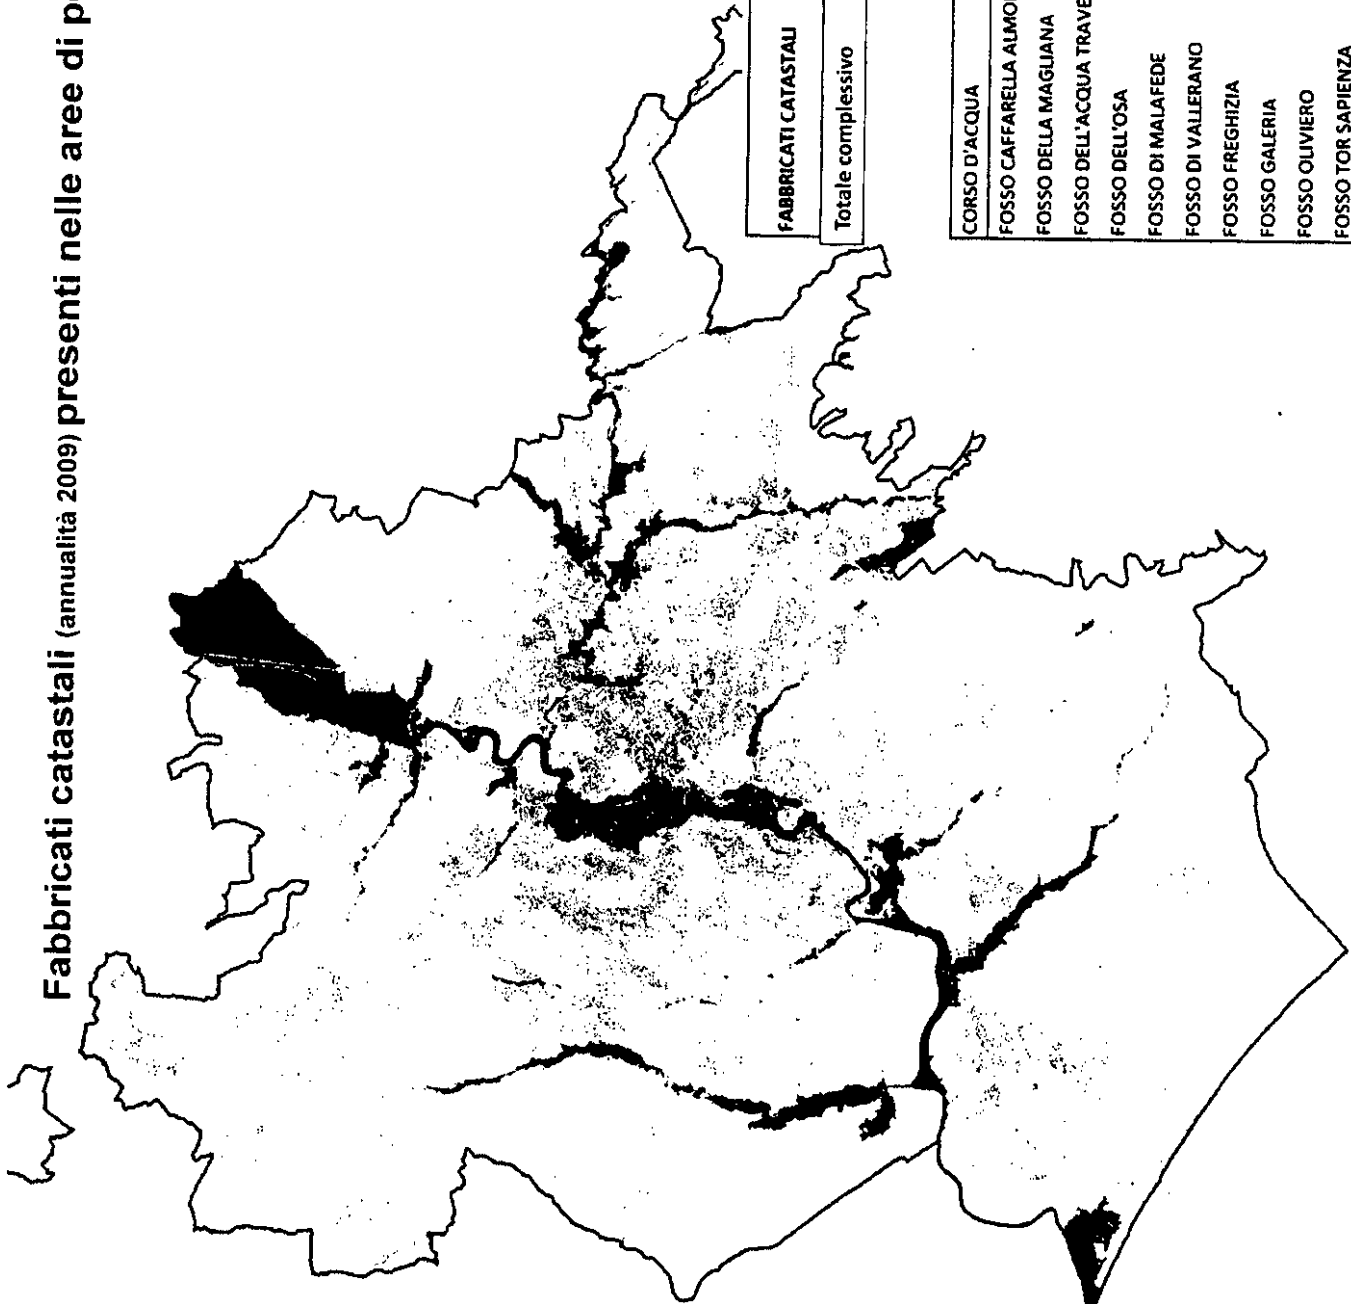 Fabbricati catastali (annualità 2009) presenti nelle aree di
FABBRICATI CATASTALI
Totale complessivo
CORSO D'ACQUA
FOSSO CAFFARELLA
FOSSO DELLA MAGLIANA
FOSSO DELL'ACQUA
FOSSO DELL'OSA
FOSSO DI MALAFEDE
FOSSO DI VALLERANO
FOSSO FREGHIZIA
FOSSO GALERIA
FOSSO OLIVIERO
FOSSO TOR SAPIENZA